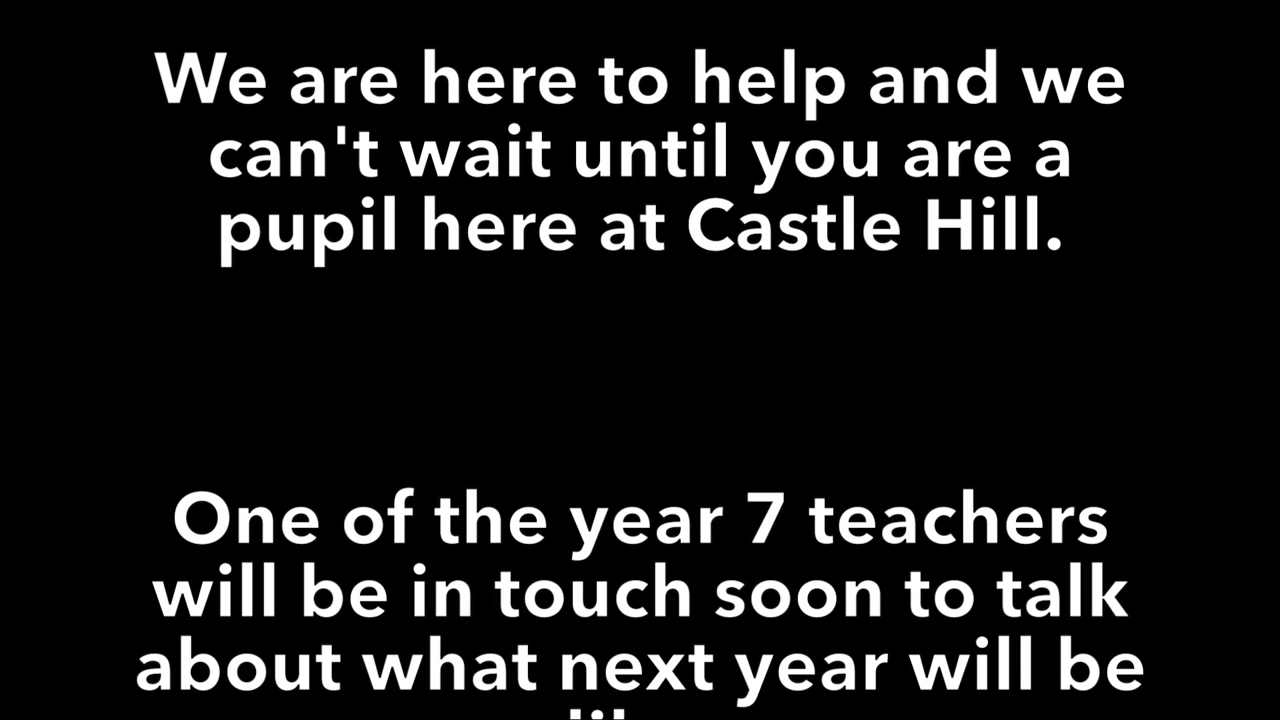 We are here to help and we
can't wait until you are a
pupil here at Castle Hill.
One of the year 7 teachers
will be in touch soon to talk
about what next year will be